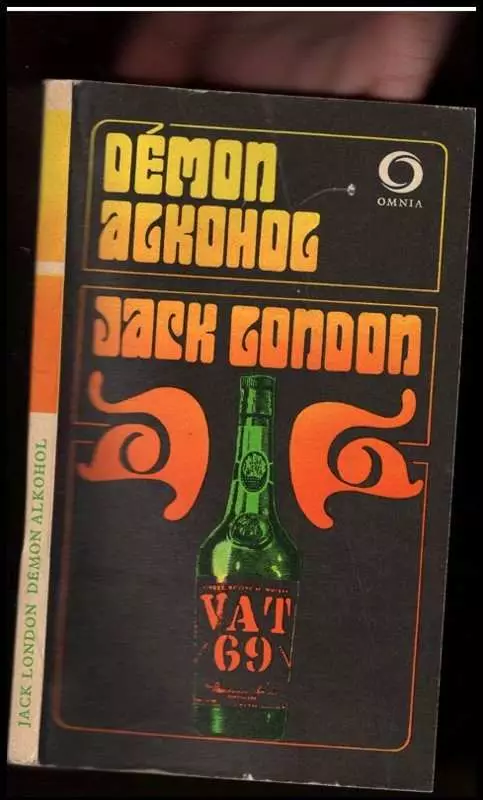 DÉMON
ALKOHOL
OMNIA
JACK LONDON
VAT
69
JACK LONDON DÉMON ALKOHOL